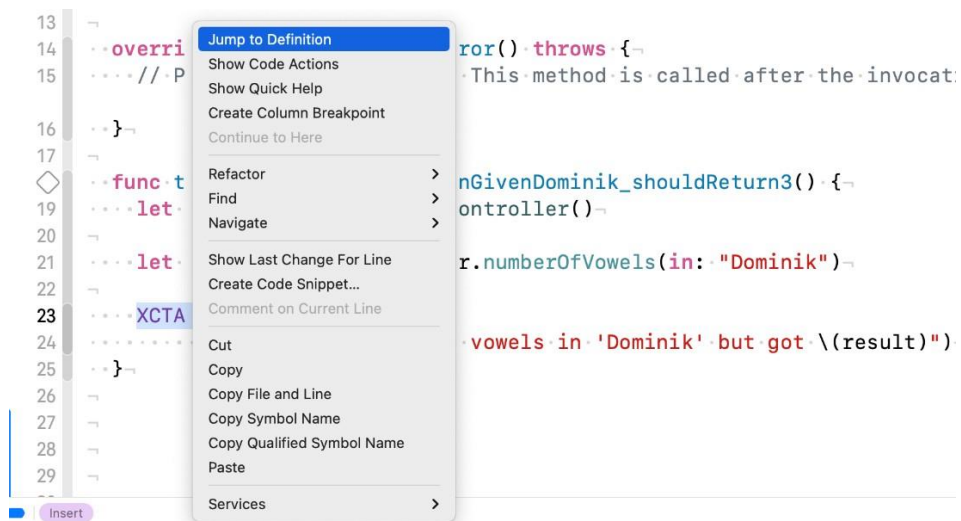 13
14 overri
ror() throws {
15 // P
This method is called after the invocat
16 }
17
func t
nGivenDominik_shouldReturn3() {
19 let
ontroller()
20
21 let
r.numberOfVowels(in: "Dominik")
22
23 XCTA
24
vowels in 'Dominik' but got \(result)")
25 }
26
27
28
29
Jump to Definition
Show Code Actions
Show Quick Help
Create Column Breakpoint
Continue to Here
Refactor
Find
Navigate
Show Last Change For Line
Create Code Snippet...
Comment on Current Line
Cut
Copy
Copy File and Line
Copy Symbol Name
Copy Qualified Symbol Name
Paste
Services
Insert